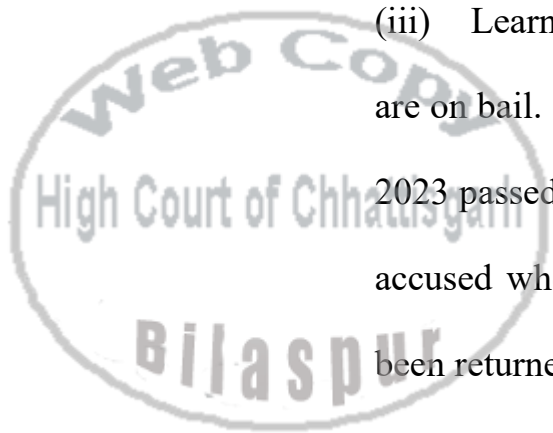 (iii) Learn
are on bail.
2023 passed
accused wh
been returne
Web Copy
High Court of Chhattisgarh
Bilaspur